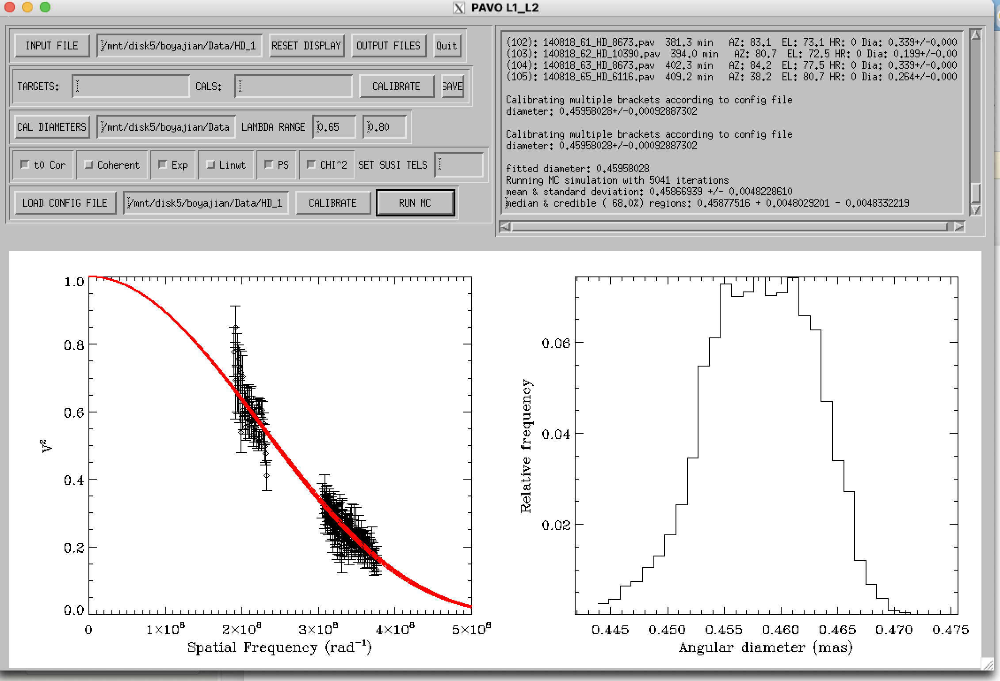 PAVO L1_L2
INPUT FILE /mnt/disk5/boyajian/Data/HD_1 RESET DISPLAY OUTPUT FILES Quit
TARGETS: CALS: CALIBRATE SAVE
CAL DIAMETERS /mnt/disk5/boyajian/Data LAMBDA RANGE 0.65 0.80
t0 Cor Coherent Exp Linwt PS CHI^2 SET SUSI TELS
LOAD CONFIG FILE /mnt/disk5/boyajian/Data/HD_1 CALIBRATE RUN MC
(102): 140818_61_HD_8673.pav 381.3 min AZ: 83.1 EL: 73.1 HR: 0 Dia: 0.339+/-0.000
(103): 140818_62_HD_10390.pav 394.0 min AZ: 80.7 EL: 72.5 HR: 0 Dia: 0.199+/-0.00
(104): 140818_63_HD_8673.pav 402.3 min AZ: 84.2 EL: 77.5 HR: 0 Dia: 0.339+/-0.000
(105): 140818_65_HD_6116.pav 409.2 min AZ: 38.2 EL: 80.7 HR: 0 Dia: 0.264+/-0.000
Calibrating multiple brackets according to config file
diameter: 0.45958028+/-0.00092887302
Calibrating multiple brackets according to config file
diameter: 0.45958028+/-0.00092887302
fitted diameter: 0.45958028
Running MC simulation with 5041 iterations
mean & standard deviation: 0.45866939 +/- 0.0048228610
median & credible ( 68.0%) regions: 0.45877516 + 0.0048029201 - 0.0048332219
1.0
0.8
0.6
0.4
0.2
0.0
V²
0 1×10⁸ 2×10⁸ 3×10⁸ 4×10⁸ 5×10⁸
Spatial Frequency (rad⁻¹)
0.06
0.04
0.02
Relative frequency
0.445 0.450 0.455 0.460 0.465 0.470 0.475
Angular diameter (mas)